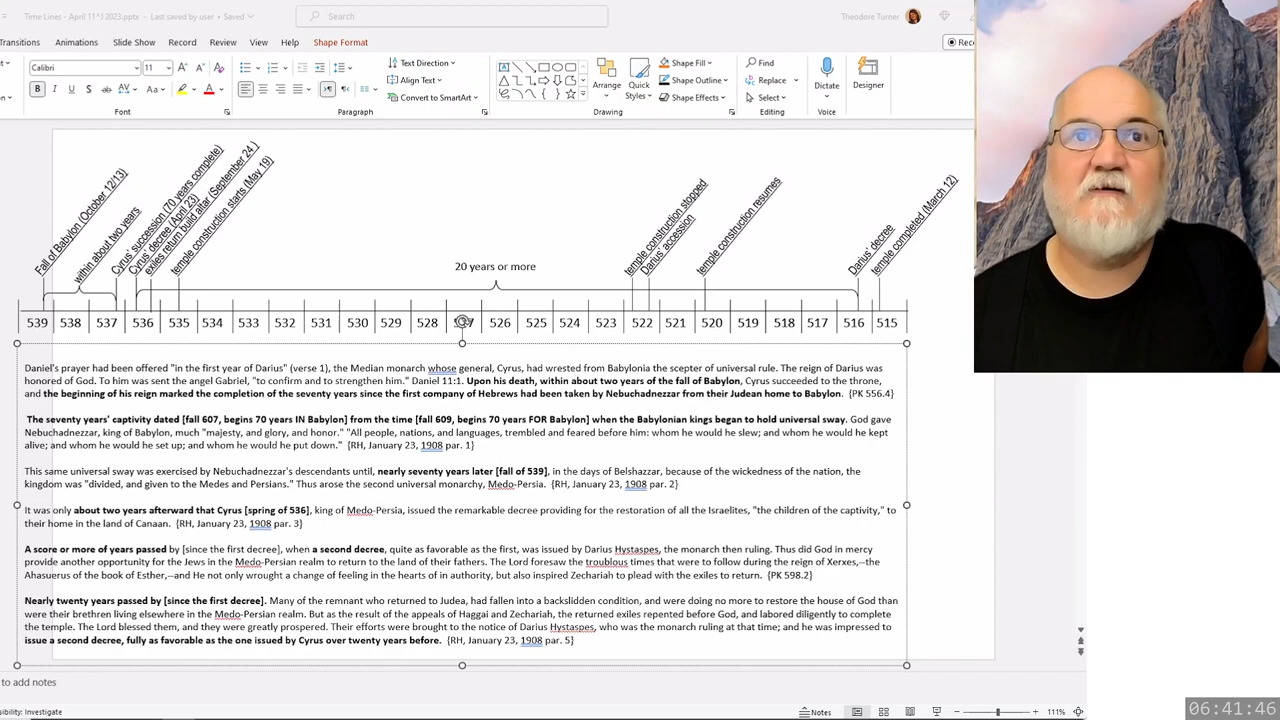 Time Lines - April 11^J 2023.pptx • Last saved by user • Saved
Search
Theodore Turner
Transitions Animations Slide Show Record Review View Help Shape Format
Calibri 11
Text Direction
Align Text
Convert to SmartArt
Arrange
Quick Styles
Shape Fill
Shape Outline
Shape Effects
Find
Replace
Select
Dictate
Designer
Font Paragraph Drawing Editing Voice Designer
Fall of Babylon (October 12/13)
within about two years
Cyrus' succession (70 years complete)
Cyrus' decree (April 23)
exiles return build altar (September 24 )
temple construction starts (May 19)
20 years or more
temple construction stopped
Darius' accession
temple construction resumes
Darius' decree
temple completed (March 12)
539 538 537 536 535 534 533 532 531 530 529 528 526 525 524 523 522 521 520 519 518 517 516 515
Daniel's prayer had been offered "in the first year of Darius" (verse 1), the Median monarch whose general, Cyrus, had wrested from Babylonia the scepter of universal rule. The reign of Darius was
honored of God. To him was sent the angel Gabriel, "to confirm and to strengthen him." Daniel 11:1. Upon his death, within about two years of the fall of Babylon, Cyrus succeeded to the throne,
and the beginning of his reign marked the completion of the seventy years since the first company of Hebrews had been taken by Nebuchadnezzar from their Judean home to Babylon. {PK 556.4}
The seventy years' captivity dated [fall 607, begins 70 years IN Babylon] from the time [fall 609, begins 70 years FOR Babylon] when the Babylonian kings began to hold universal sway. God gave
Nebuchadnezzar, king of Babylon, much "majesty, and glory, and honor." "All people, nations, and languages, trembled and feared before him: whom he would he slew; and whom he would he kept
alive; and whom he would he set up; and whom he would he put down." {RH, January 23, 1908 par. 1}
This same universal sway was exercised by Nebuchadnezzar's descendants until, nearly seventy years later [fall of 539], in the days of Belshazzar, because of the wickedness of the nation, the
kingdom was "divided, and given to the Medes and Persians." Thus arose the second universal monarchy, Medo-Persia. {RH, January 23, 1908 par. 2}
It was only about two years afterward that Cyrus [spring of 536], king of Medo-Persia, issued the remarkable decree providing for the restoration of all the Israelites, "the children of the captivity," to
their home in the land of Canaan. {RH, January 23, 1908 par. 3}
A score or more of years passed by [since the first decree], when a second decree, quite as favorable as the first, was issued by Darius Hystaspes, the monarch then ruling. Thus did God in mercy
provide another opportunity for the Jews in the Medo-Persian realm to return to the land of their fathers. The Lord foresaw the troublous times that were to follow during the reign of Xerxes,--the
Ahasuerus of the book of Esther,--and He not only wrought a change of feeling in the hearts of in authority, but also inspired Zechariah to plead with the exiles to return. {PK 598.2}
Nearly twenty years passed by [since the first decree]. Many of the remnant who returned to Judea, had fallen into a backslidden condition, and were doing no more to restore the house of God than
were their brethren living elsewhere in the Medo-Persian realm. But as the result of the appeals of Haggai and Zechariah, the returned exiles repented before God, and labored diligently to complete
the temple. The Lord blessed them, and they were greatly prospered. Their efforts were brought to the notice of Darius Hystaspes, who was the monarch ruling at that time; and he was impressed to
issue a second decree, fully as favorable as the one issued by Cyrus over twenty years before. {RH, January 23, 1908 par. 5}
to add notes
ibility: Investigate
Notes
111%
06:41:46